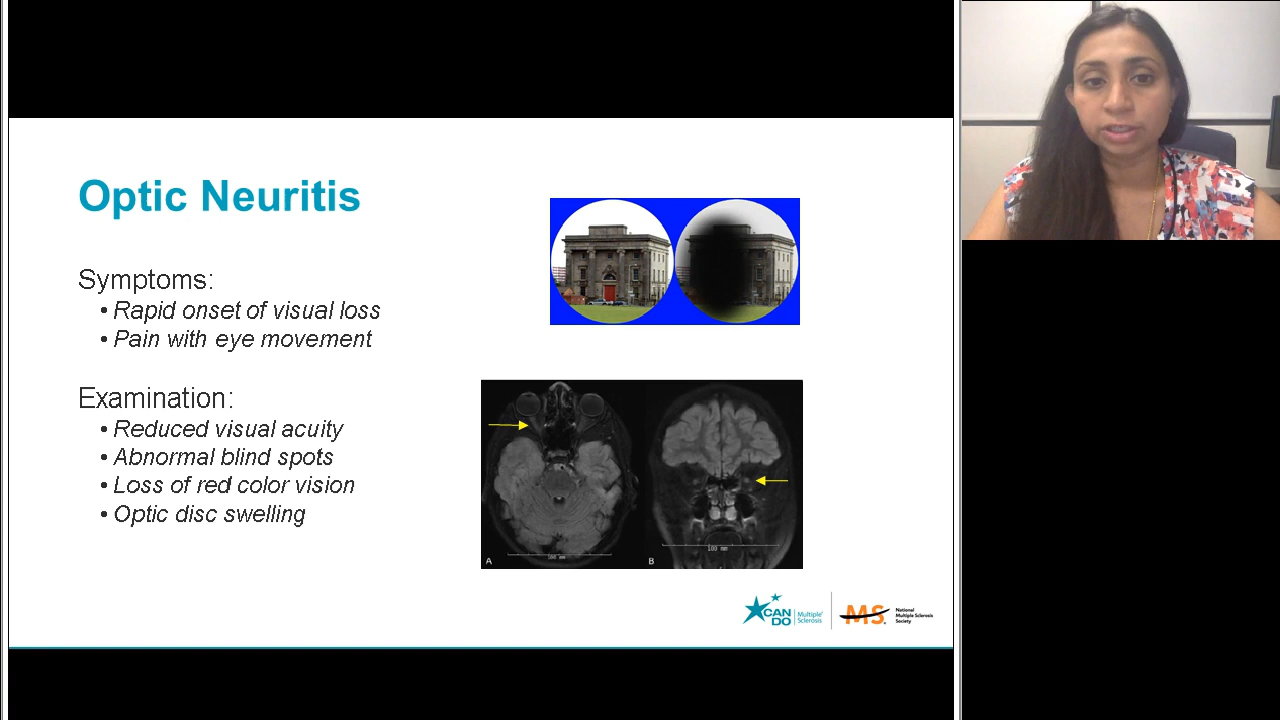 Optic Neuritis
Symptoms:
• Rapid onset of visual loss
• Pain with eye movement
Examination:
• Reduced visual acuity
• Abnormal blind spots
• Loss of red color vision
• Optic disc swelling
A
100 mm
B
100 mm
CAN DO
Multiple
Sclerosis
MS
National
Multiple Sclerosis
Society